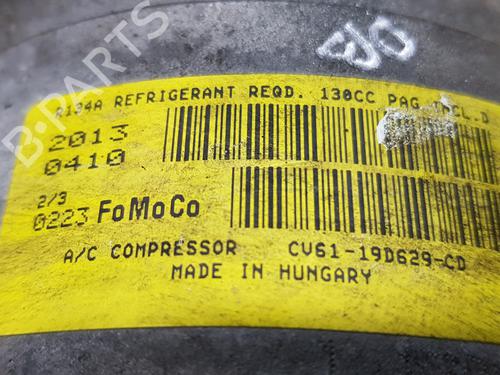 R134A REFRIGERANT REQD. 130CC PAG
2013
0410
2/3
0223 FoMoCo
A/C COMPRESSOR CV61-19D629-CD
MADE IN HUNGARY
B-PARTS